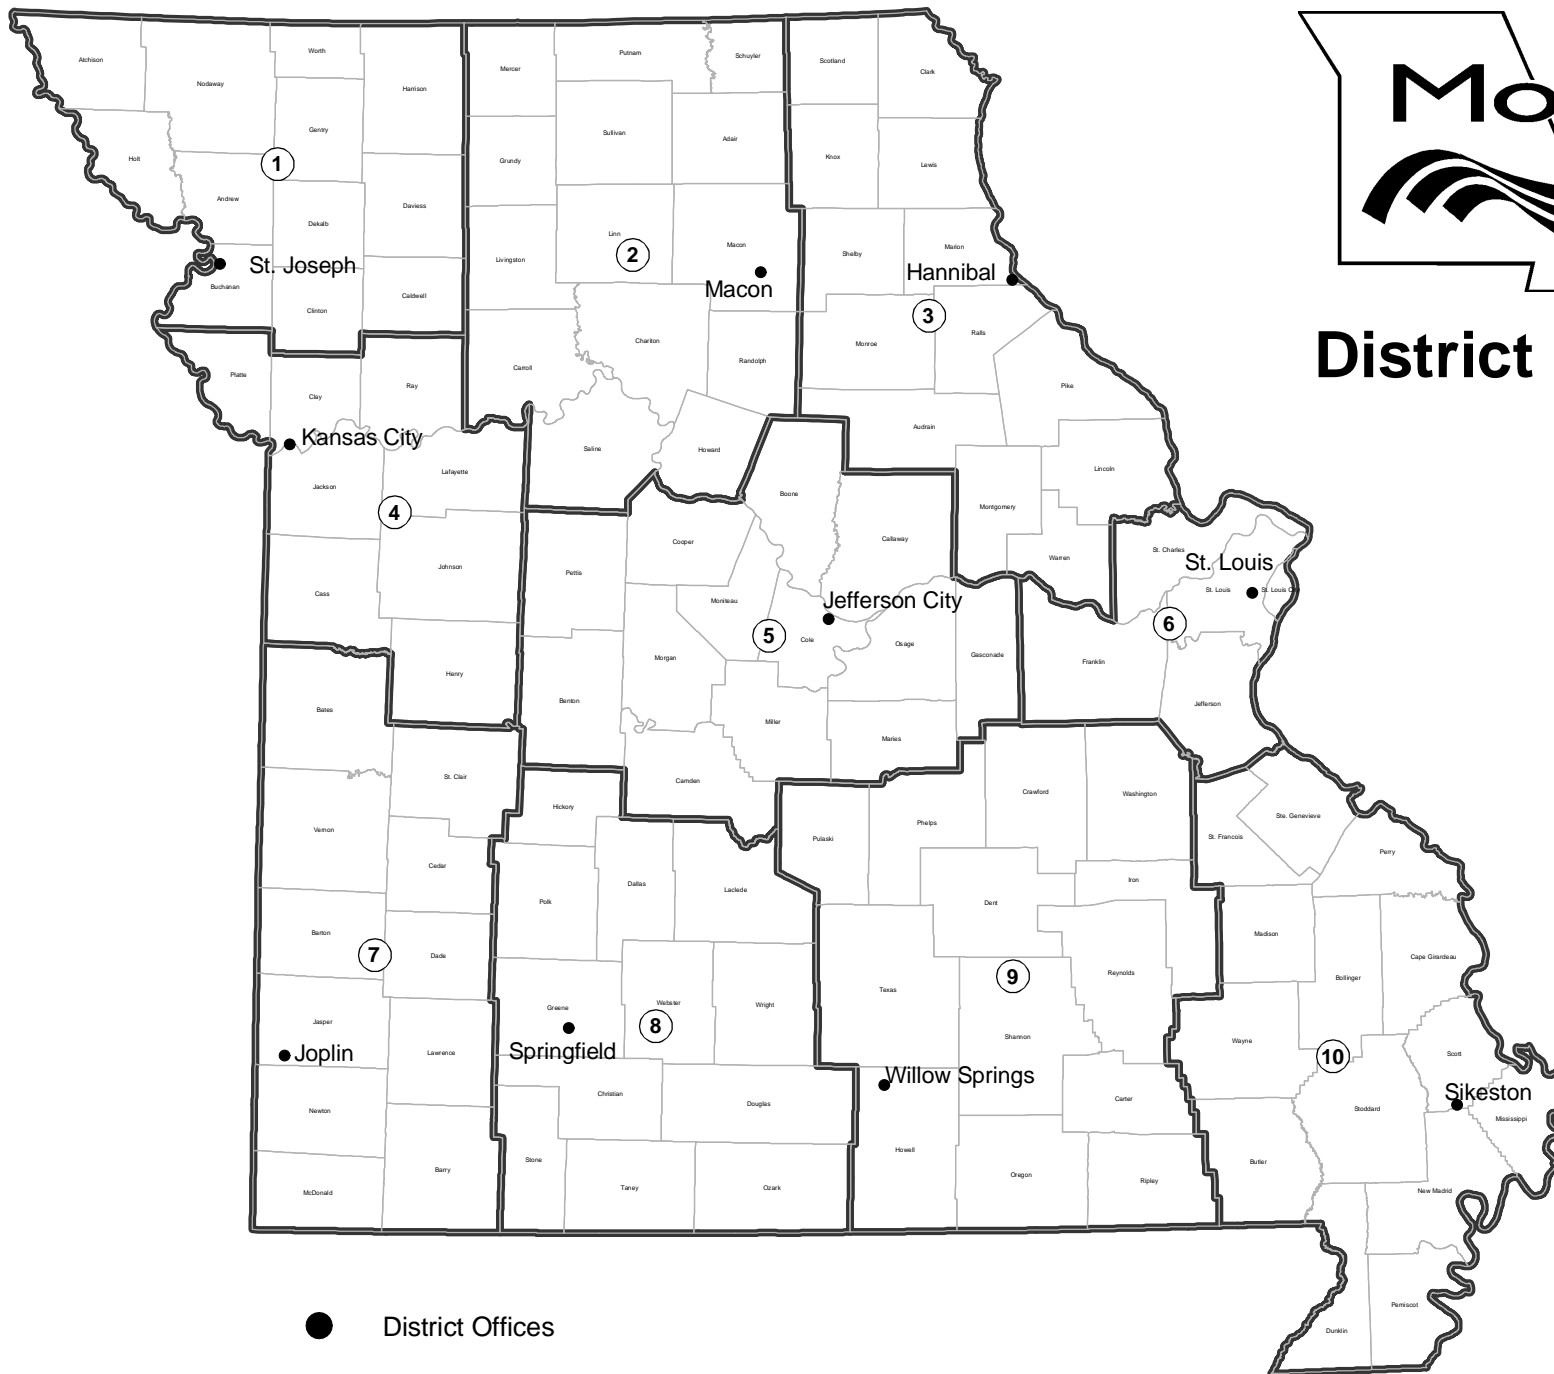 Mo
District
Atchison
Nodaway
Worth
Harrison
Mercer
Putnam
Schuyler
Scotland
Clark
Gentry
Sullivan
Adair
Holt
Grundy
Knox
Lewis
1
Andrew
Daviess
Dekalb
Linn
2
Macon
Macon
Shelby
Marion
Hannibal
Livingston
St. Joseph
Buchanan
Clinton
Caldwell
3
Ralls
Monroe
Chariton
Randolph
Carroll
Platte
Clay
Ray
Pike
Audrain
Kansas City
Saline
Howard
Lafayette
Lincoln
Jackson
Boone
4
Montgomery
Cooper
Callaway
St. Charles
Warren
St. Louis
St. Louis
Johnson
Pettis
Cass
Moniteau
Jefferson City
5
Cole
Osage
Gasconade
6
Franklin
Morgan
Henry
Benton
Jefferson
Bates
Miller
Maries
St. Clair
Camden
Crawford
Washington
Hickory
Phelps
Pulaski
Ste. Genevieve
St. Francois
Vernon
Perry
Cedar
Dallas
Laclede
Iron
Polk
Dent
Barton
Madison
7
Dade
Cape Girardeau
Reynolds
9
Bollinger
Texas
Greene
Webster
Wright
8
Jasper
Shannon
Wayne
Lawrence
Springfield
Joplin
10
Scott
Willow Springs
Christian
Douglas
Carter
Sikeston
Newton
Stoddard
Mississippi
Howell
Stone
Butler
Barry
Oregon
Ripley
McDonald
Taney
Ozark
New Madrid
Pemiscot
Dunklin
District Offices